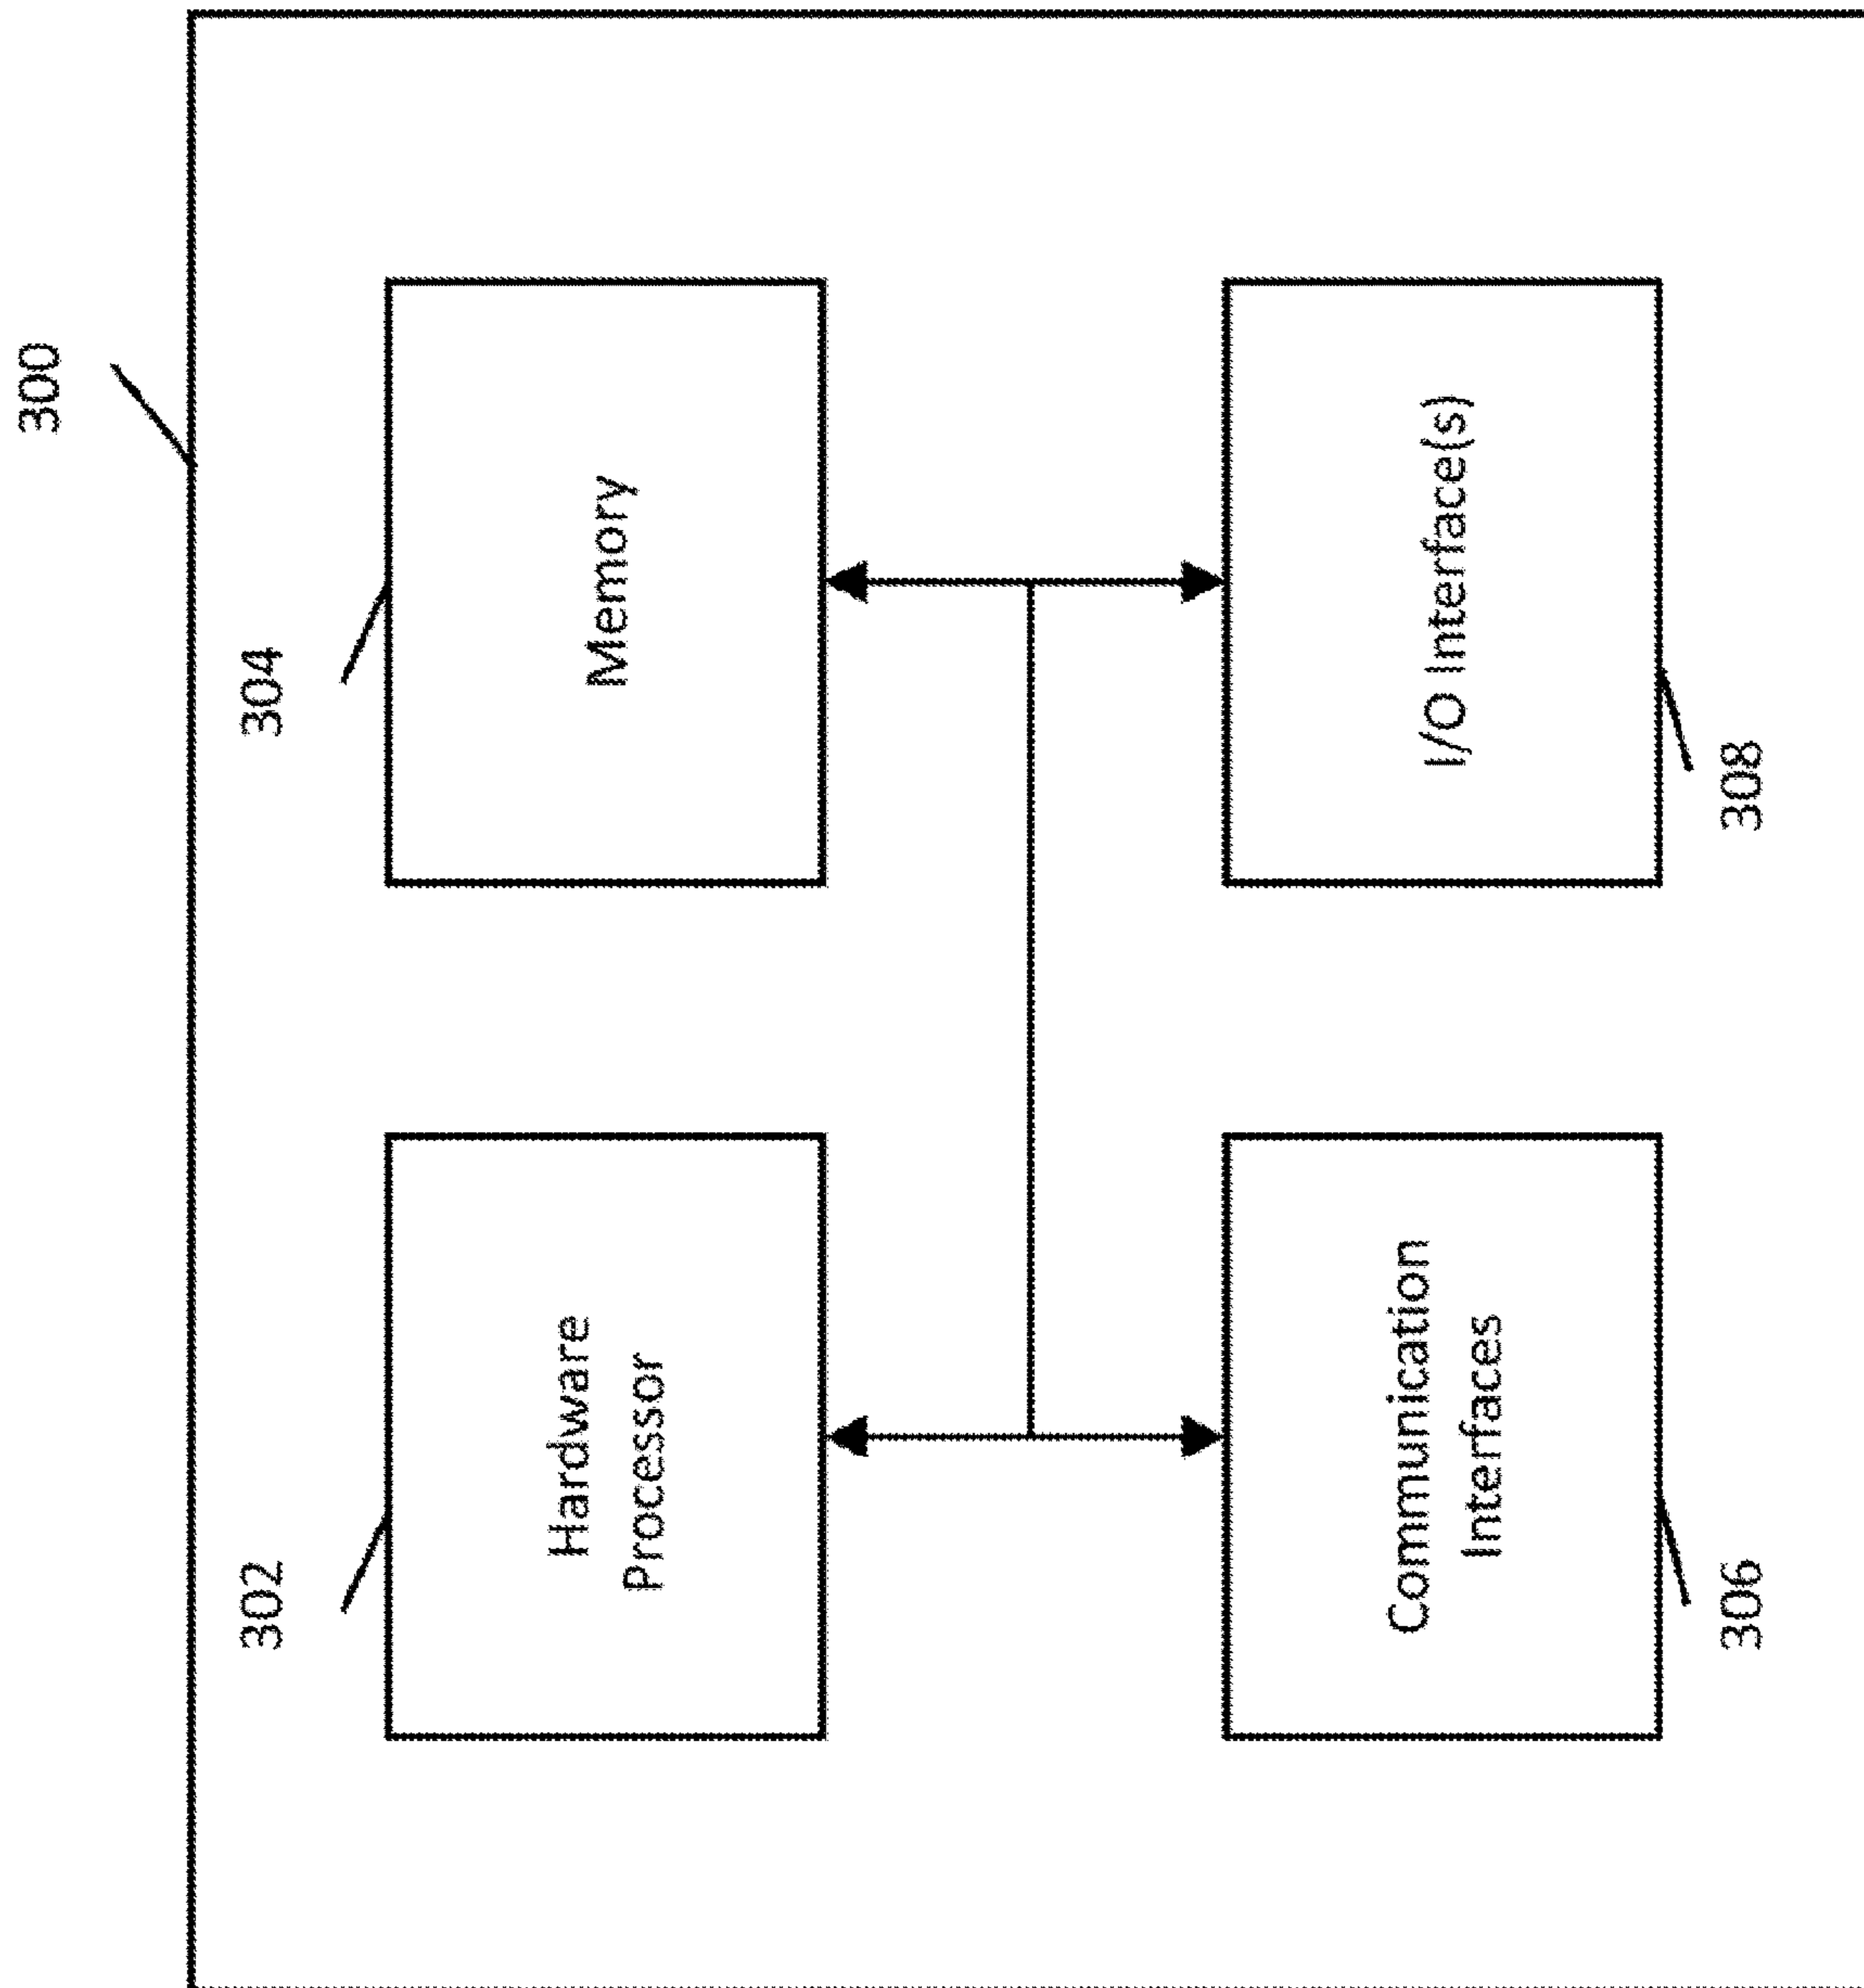 300
302
304
Hardware
Processor
Memory
Communication
Interfaces
I/O Interface(s)
306
308